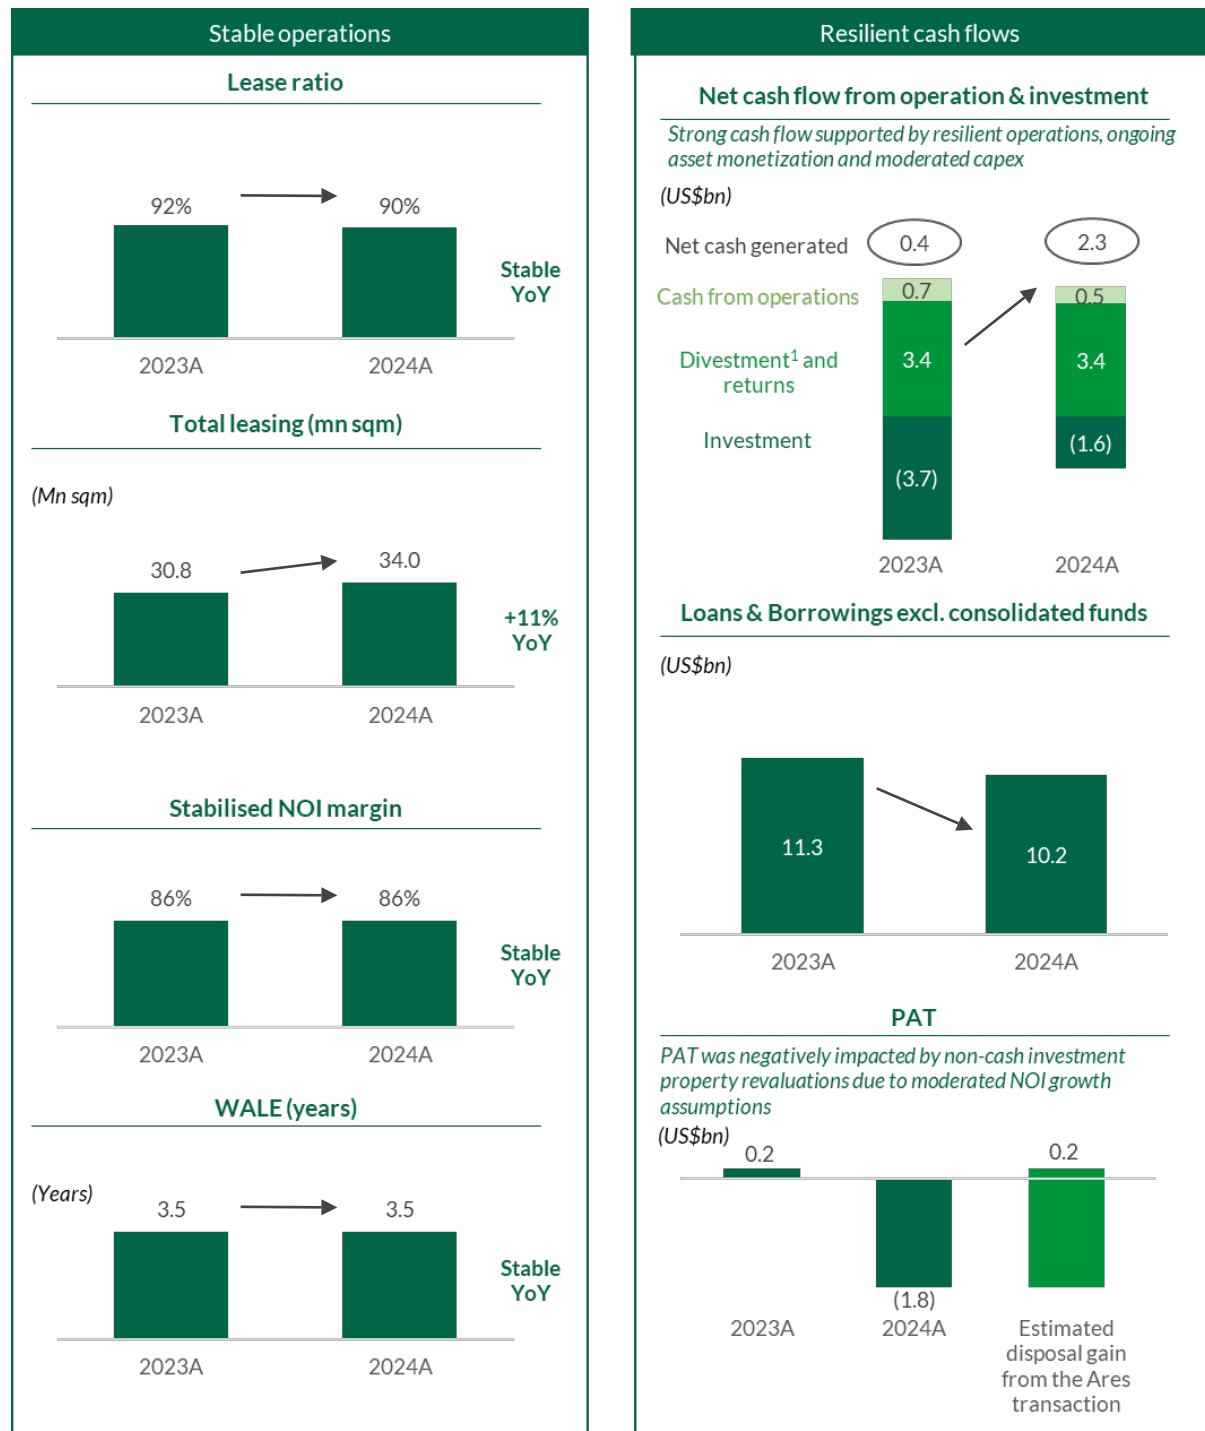 Stable operations
Lease ratio
92%
90%
Stable
YoY
2023A
2024A
Total leasing (mn sqm)
(Mn sqm)
30.8
34.0
+11%
YoY
2023A
2024A
Stabilised NOI margin
86%
86%
Stable
YoY
2023A
2024A
WALE (years)
(Years)
3.5
3.5
Stable
YoY
2023A
2024A
Resilient cash flows
Net cash flow from operation & investment
Strong cash flow supported by resilient operations, ongoing
asset monetization and moderated capex
(US$bn)
Net cash generated
0.4
2.3
Cash from operations
0.7
0.5
Divestment¹ and
returns
3.4
3.4
Investment
(3.7)
(1.6)
2023A
2024A
Loans & Borrowings excl. consolidated funds
(US$bn)
11.3
10.2
2023A
2024A
PAT
PAT was negatively impacted by non-cash investment
property revaluations due to moderated NOI growth
assumptions
(US$bn)
0.2
0.2
(1.8)
2023A
2024A
Estimated
disposal gain
from the Ares
transaction